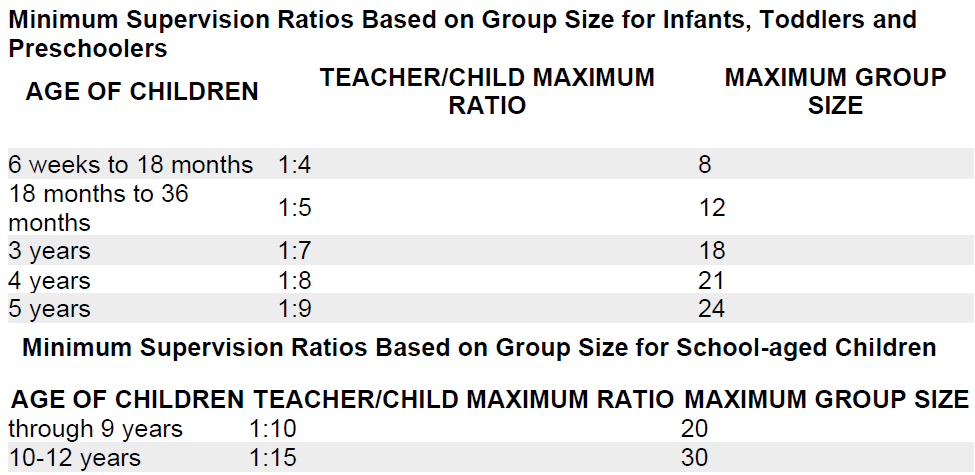 Minimum Supervision Ratios Based on Group Size for Infants, Toddlers and
Preschoolers
AGE OF CHILDREN TEACHER/CHILD MAXIMUM RATIO MAXIMUM GROUP SIZE
6 weeks to 18 months 1:4 8
18 months to 36 months 1:5 12
3 years 1:7 18
4 years 1:8 21
5 years 1:9 24
Minimum Supervision Ratios Based on Group Size for School-aged Children
AGE OF CHILDREN TEACHER/CHILD MAXIMUM RATIO MAXIMUM GROUP SIZE
through 9 years 1:10 20
10-12 years 1:15 30